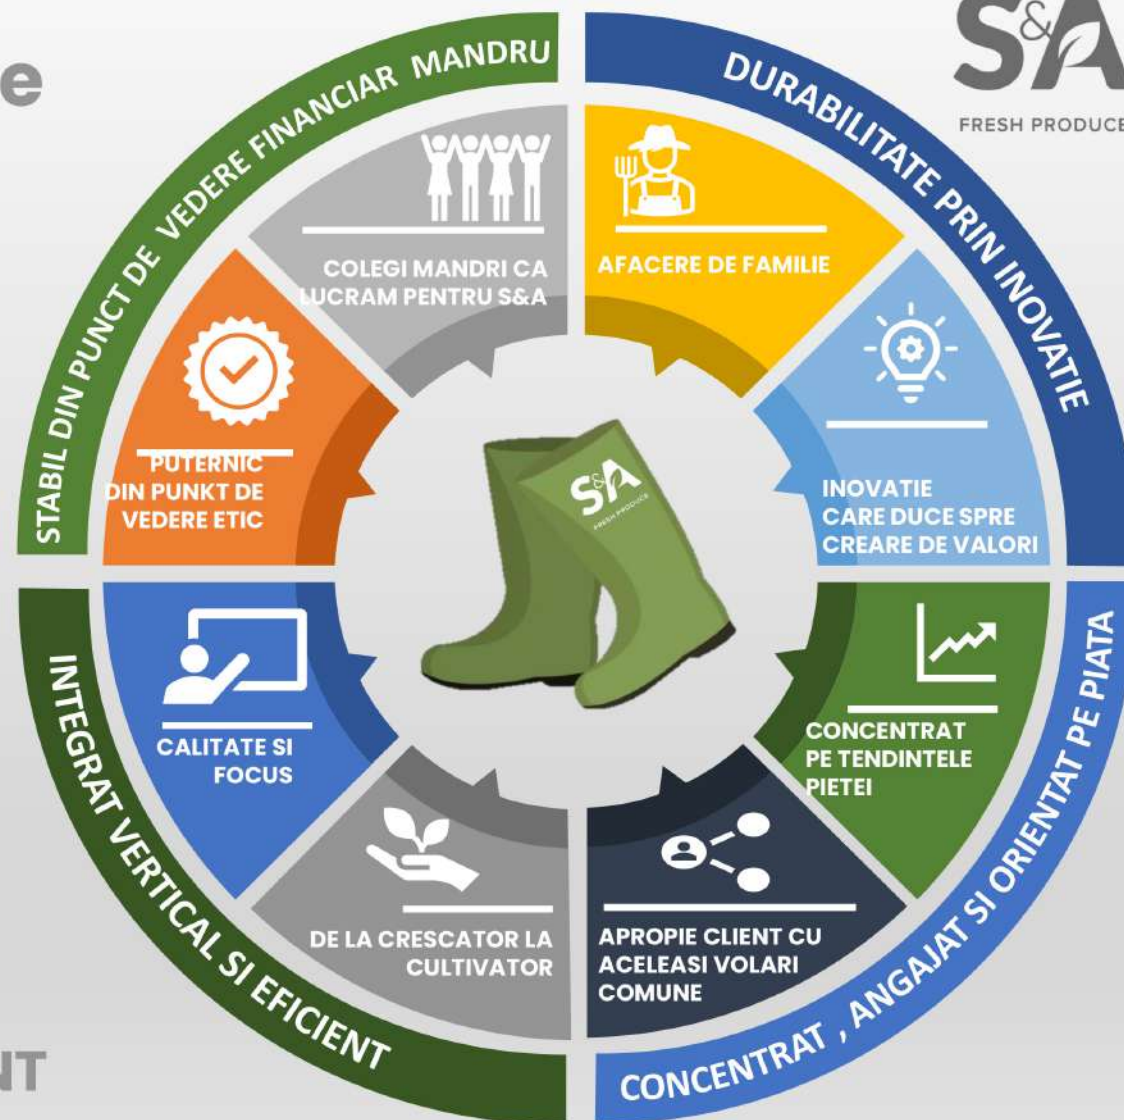 e
S&A
FRESH PRODUCE
STABIL DIN PUNCT DE VEDERE FINANCIAR MANDRU
DURABILITATE PRIN INOVATIE
COLEGI MANDRI CA
LUCRAM PENTRU S&A
AFACERE DE FAMILIE
PUTERNIC
DIN PUNKT DE
VEDERE ETIC
INOVATIE
CARE DUCE SPRE
CREARE DE VALORI
S&A
FRESH PRODUCE
CALITATE SI
FOCUS
CONCENTRAT
PE TENDINTELE
PIETEI
DE LA CRESCATOR LA
CULTIVATOR
APROPIE CLIENT CU
ACELEASI VOLARI
COMUNE
INTEGRAT VERTICAL SI EFICIENT
CONCENTRAT , ANGAJAT SI ORIENTAT PE PIATA
NT